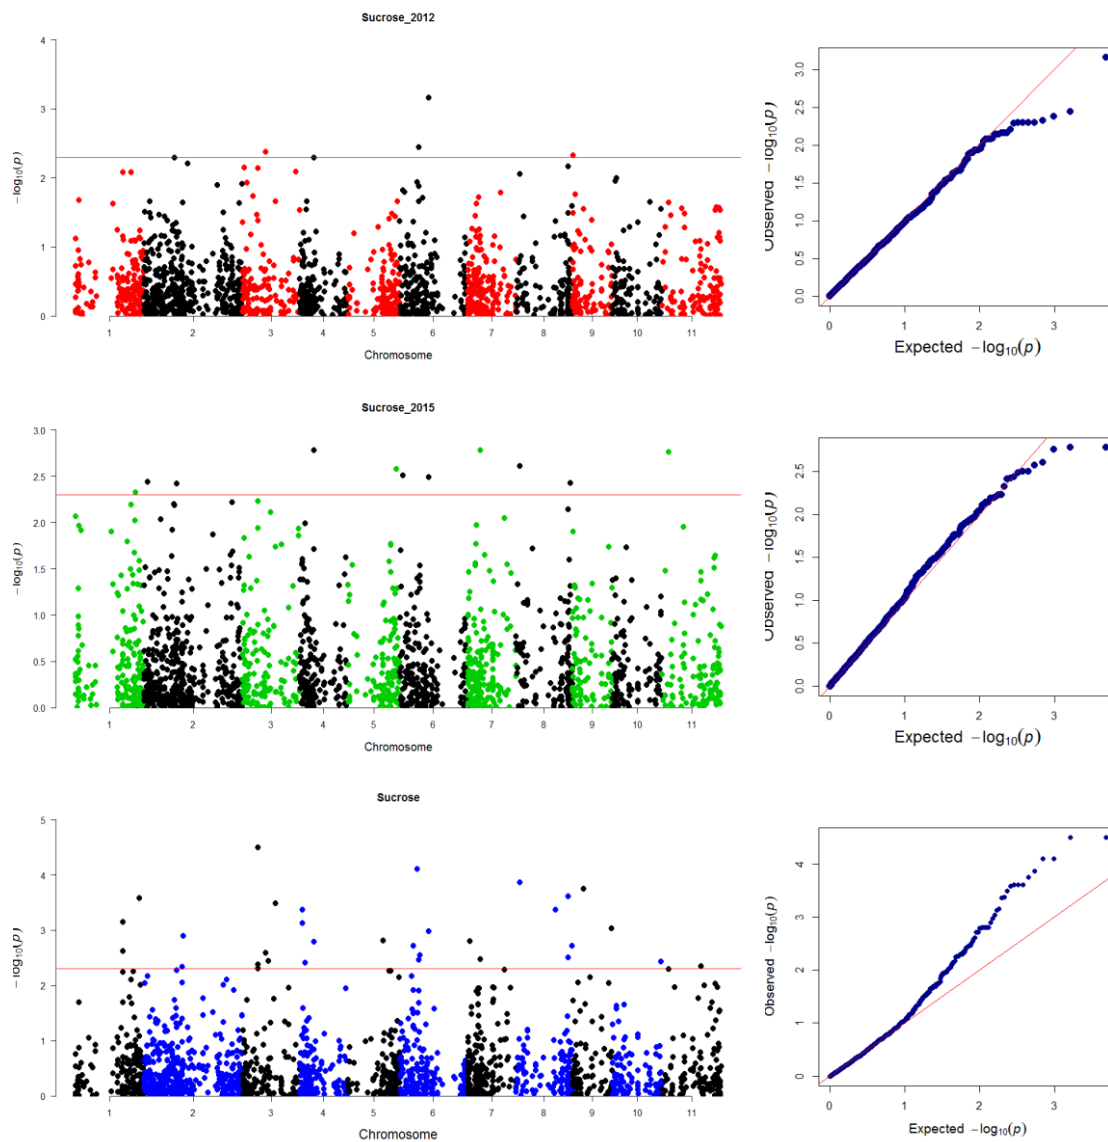 Sucrose_2012
−log₁₀(p)
4
3
2
1
0
1 2 3 4 5 6 7 8 9 10 11
Chromosome
Observed −log₁₀(p)
3.0
2.5
2.0
1.5
1.0
0.5
0.0
0 1 2 3
Expected −log₁₀(p)
Sucrose_2015
−log₁₀(p)
3.0
2.5
2.0
1.5
1.0
0.5
0.0
1 2 3 4 5 6 7 8 9 10 11
Chromosome
Observed −log₁₀(p)
2.5
2.0
1.5
1.0
0.5
0.0
0 1 2 3
Expected −log₁₀(p)
Sucrose
−log₁₀(p)
5
4
3
2
1
0
1 2 3 4 5 6 7 8 9 10 11
Chromosome
Observed −log₁₀(p)
4
3
2
1
0
0 1 2 3
Expected −log₁₀(p)